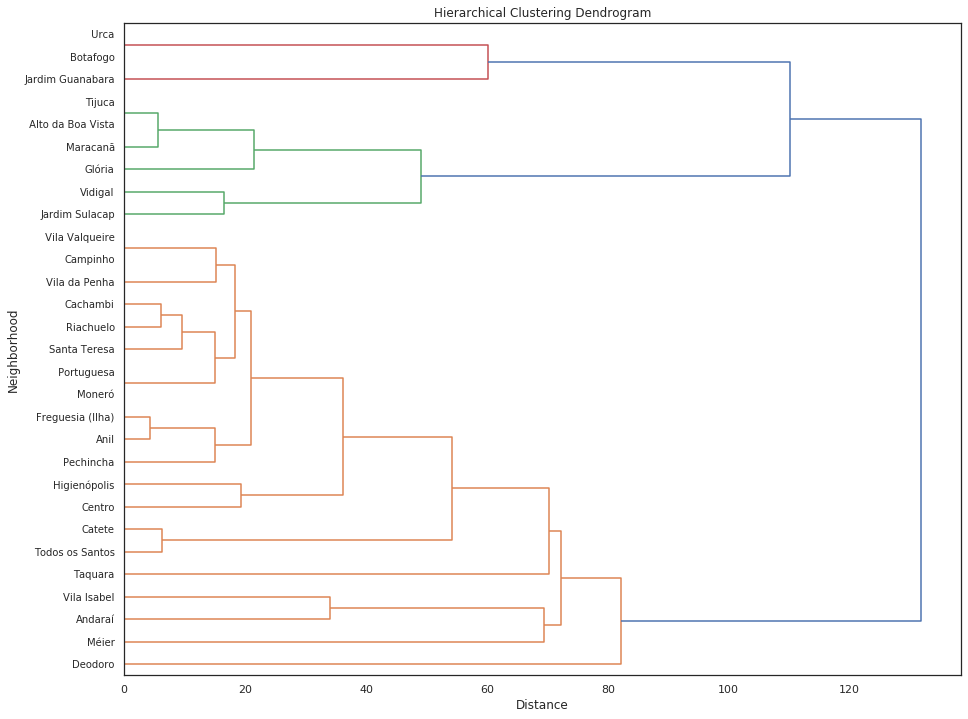 Hierarchical Clustering Dendrogram
Urca
Botafogo
Jardim Guanabara
Tijuca
Alto da Boa Vista
Maracanã
Glória
Vidigal
Jardim Sulacap
Vila Valqueire
Campinho
Vila da Penha
Cachambi
Riachuelo
Santa Teresa
Portuguesa
Moneró
Freguesia (Ilha)
Anil
Pechincha
Higienópolis
Centro
Catete
Todos os Santos
Taquara
Vila Isabel
Andaraí
Méier
Deodoro
Neighborhood
0 20 40 60 80 100 120
Distance